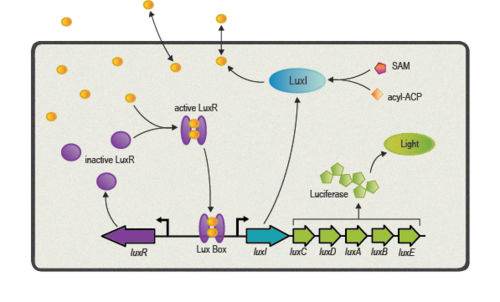 LuxI
SAM
acyl-ACP
active LuxR
inactive LuxR
Light
Luciferase
Lux Box
luxR
luxI
luxC
luxD
luxA
luxB
luxE